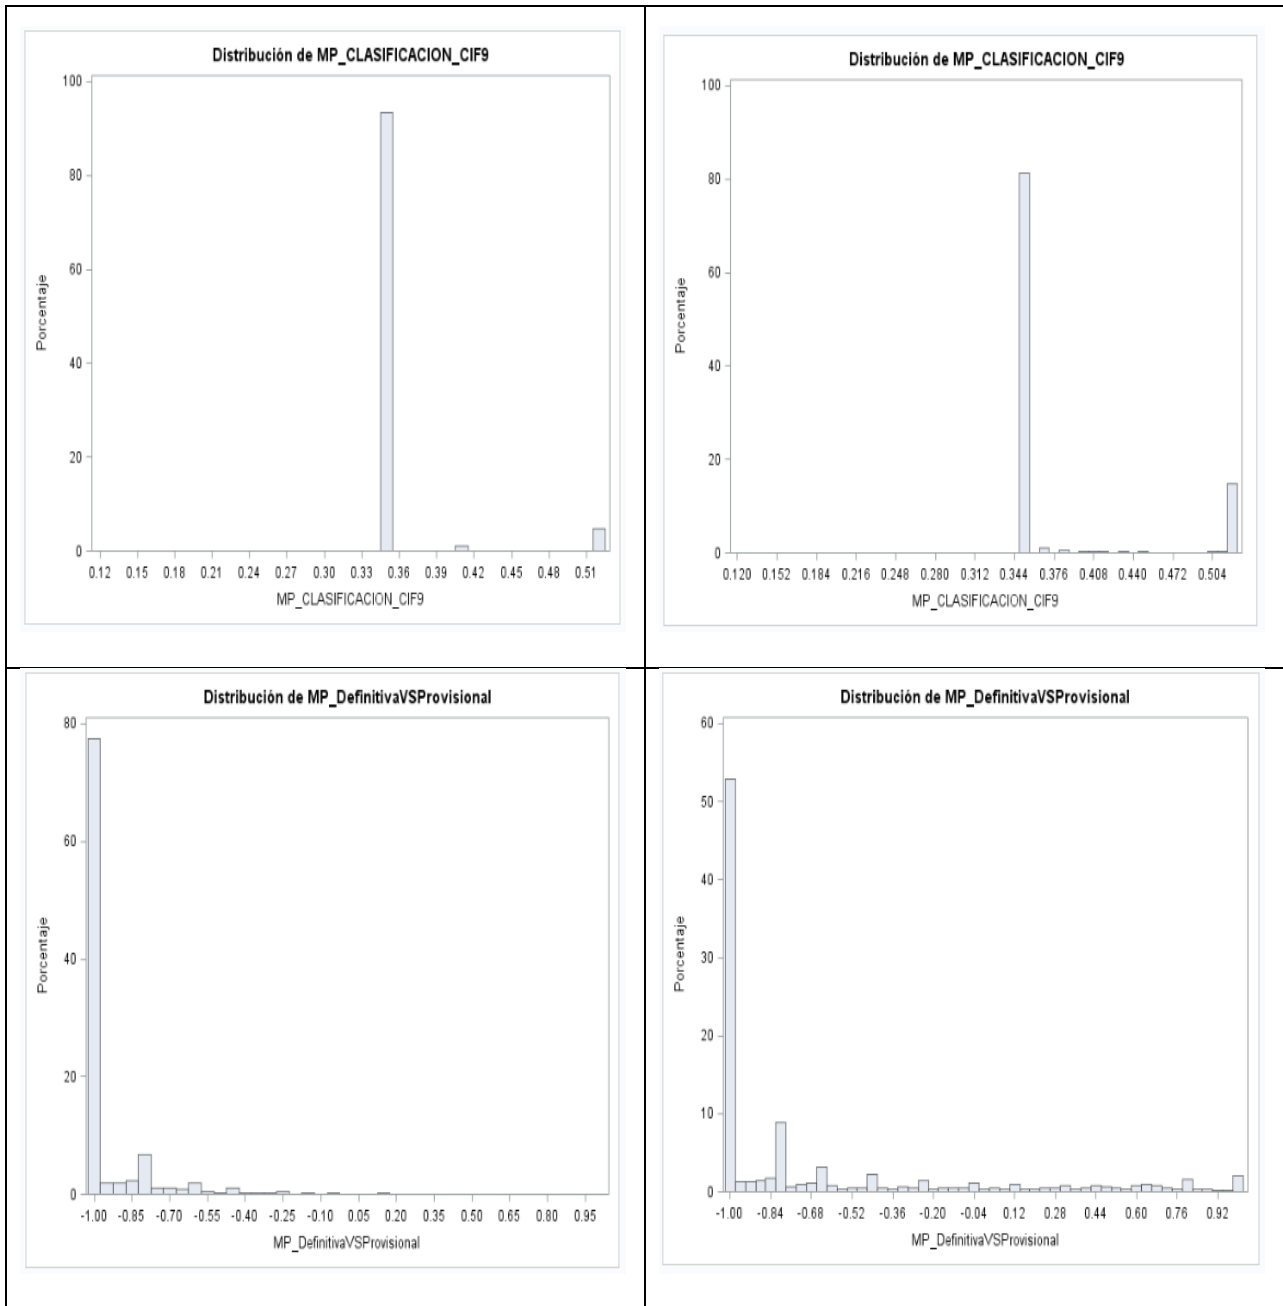 Distribución de MP_CLASIFICACION_CIF9
100
80
60
40
20
0
Porcentaje
0.12 0.15 0.18 0.21 0.24 0.27 0.30 0.33 0.36 0.39 0.42 0.45 0.48 0.51
MP_CLASIFICACION_CIF9
Distribución de MP_CLASIFICACION_CIF9
100
80
60
40
20
0
Porcentaje
0.120 0.152 0.184 0.216 0.248 0.280 0.312 0.344 0.376 0.408 0.440 0.472 0.504
MP_CLASIFICACION_CIF9
Distribución de MP_DefinitivaVSProvisional
80
60
40
20
0
Porcentaje
-1.00 -0.85 -0.70 -0.55 -0.40 -0.25 -0.10 0.05 0.20 0.35 0.50 0.65 0.80 0.95
MP_DefinitivaVSProvisional
Distribución de MP_DefinitivaVSProvisional
60
50
40
30
20
10
0
Porcentaje
-1.00 -0.84 -0.68 -0.52 -0.36 -0.20 -0.04 0.12 0.28 0.44 0.60 0.76 0.92
MP_DefinitivaVSProvisional